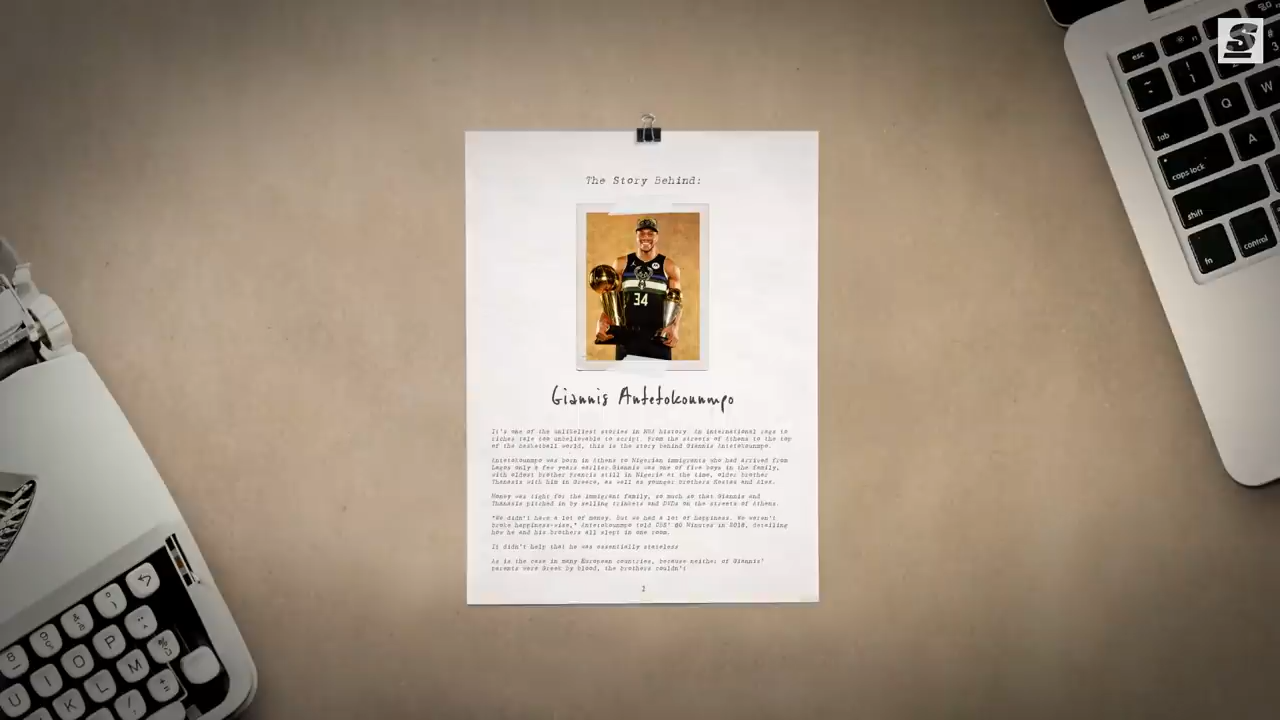 The Story Behind:
34
Giannis Antetokounmpo
It's one of the unlikeliest stories in NBA history. An international rags to
riches tale too unbelievable to script. From the streets of Athens to the top
of the basketball world, this is the story behind Giannis Antetokounmpo.
Antetokounmpo was born in Athens to Nigerian immigrants who had arrived from
Lagos only a few years earlier. Giannis was one of five boys in the family,
with oldest brother Francis still in Nigeria at the time, older brother
Thanasis with him in Greece, as well as younger brothers Kostas and Alex.
Money was tight for the immigrant family, so much so that Giannis and
Thanasis pitched in by selling trinkets and DVDs on the streets of Athens.
"We didn't have a lot of money. But we had a lot of happiness. We weren't
broke happiness-wise," Antetokounmpo told CBS' 60 Minutes in 2018, detailing
how he and his brothers all slept in one room.
It didn't help that he was essentially stateless
As is the case in many European countries, because neither of Giannis'
parents were Greek by blood, the brothers couldn't
S
esc
tab
Q
W
caps lock
A
shift
fn
control
U
I
O
P
K
L
M